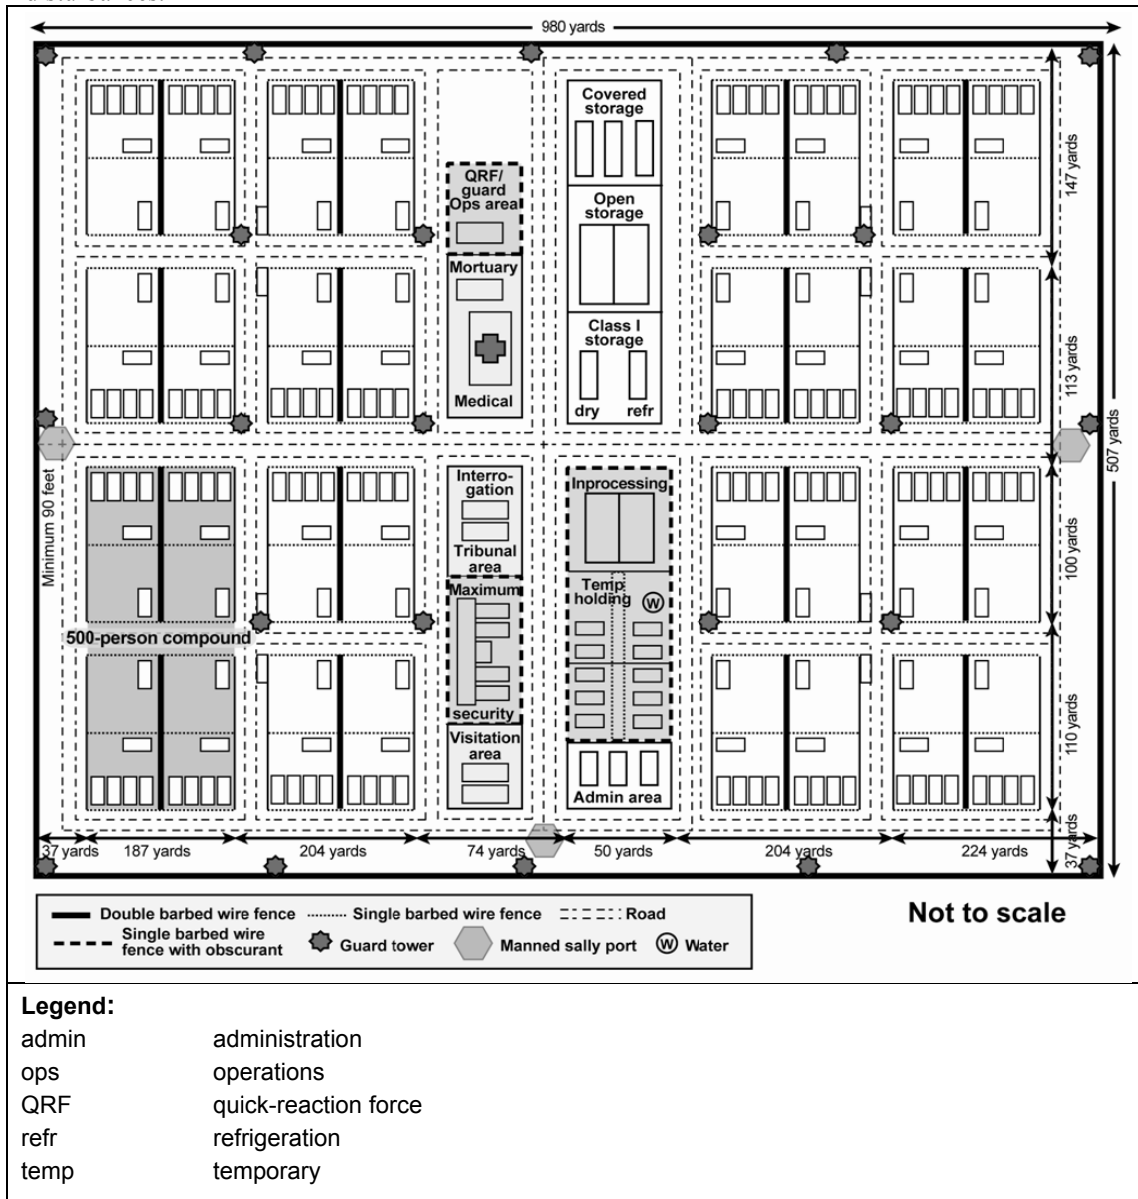 980 yards
Covered
storage
QRF/
guard
Ops area
Open
storage
147 yards
Mortuary
Class I
storage
Medical
dry refr
113 yards
507 yards
Minimum 90 feet
Interro-
gation
Tribunal
area
Inprocessing
100 yards
Maximum
security
Temp
holding
W
500-person compound
Visitation
area
Admin area
110 yards
37 yards
37 yards 187 yards 204 yards 74 yards 50 yards 204 yards 224 yards
Double barbed wire fence Single barbed wire fence Road
Single barbed wire
fence with obscurant Guard tower Manned sally port W Water
Not to scale
Legend:
admin administration
ops operations
QRF quick-reaction force
refr refrigeration
temp temporary